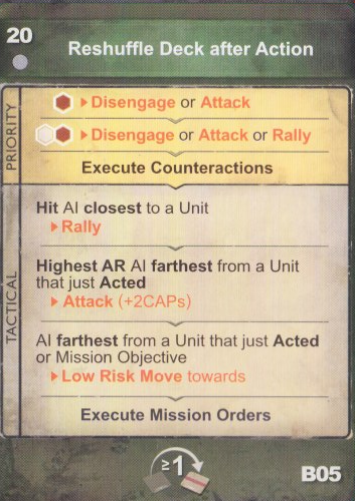 20
Reshuffle Deck after Action
PRIORITY
▸ Disengage or Attack
▸ Disengage or Attack or Rally
Execute Counteractions
TACTICAL
Hit AI closest to a Unit
▸ Rally
Highest AR AI farthest from a Unit
that just Acted
▸ Attack (+2CAPs)
AI farthest from a Unit that just Acted
or Mission Objective
▸ Low Risk Move towards
Execute Mission Orders
≥1
B05